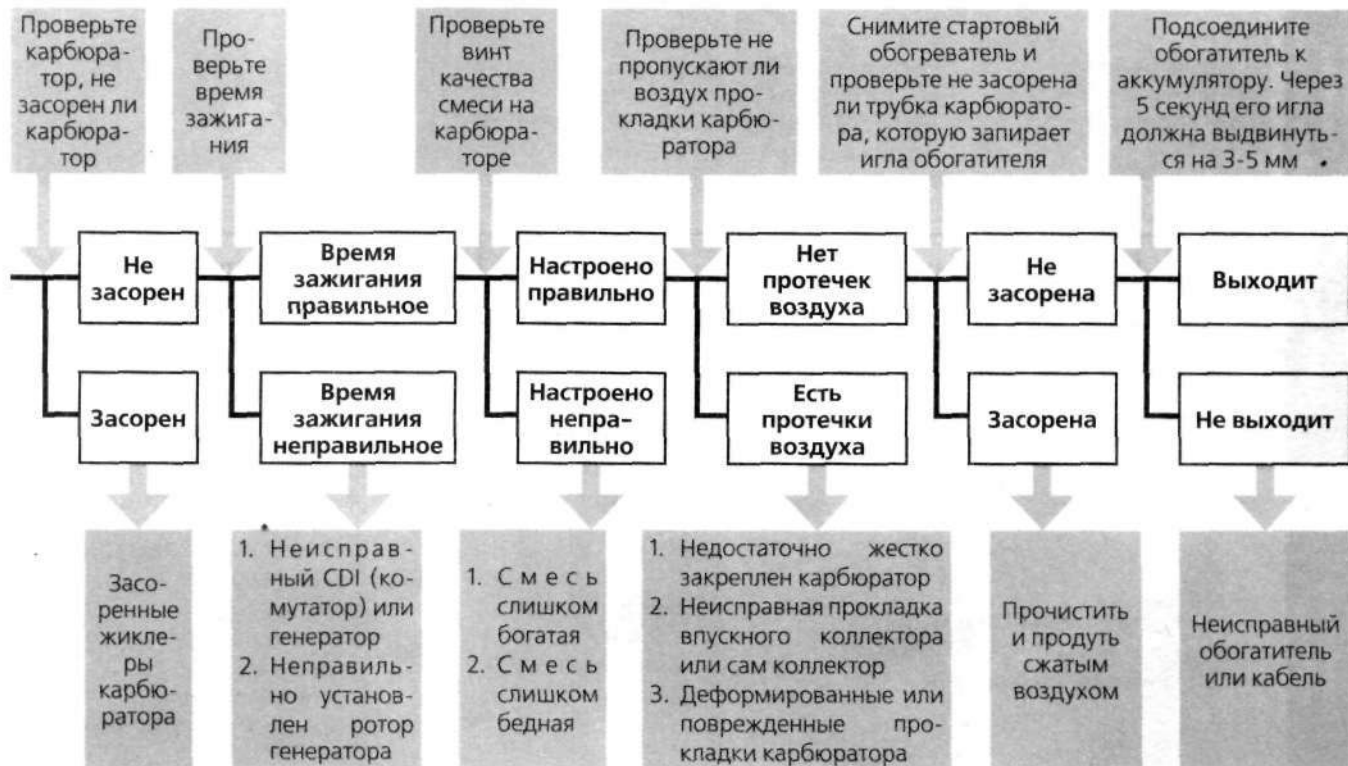 Проверьте
карбюра-
тор, не
засорен ли
карбюра-
тор
Про-
верьте
время
зажига-
ния
Проверьте
винт
качества
смеси на
карбюра-
торе
Проверьте не
пропускают ли
воздух про-
кладки карбю-
ратора
Снимите стартовый
обогреватель и
проверьте не засорена
ли трубка карбюрато-
ра, которую запирает
игла обогатителя
Подсоедините
обогатитель к
аккумулятору. Через
5 секунд его игла
должна выдвинуть-
ся на 3-5 мм
Не
засорен
Время
зажигания
правильное
Настроено
правильно
Нет
протечек
воздуха
Не
засорена
Выходит
Засорен
Время
зажигания
неправильное
Настроено
непра-
вильно
Есть
протечки
воздуха
Засорена
Не выходит
Засо-
ренные
жикле-
ры
карбю-
ратора
1. Неисправ-
ный CDI (ко-
мутатор) или
генератор
2. Неправиль-
но установ-
лен ротор
генератора
1. Смесь
слишком
богатая
2. Смесь
слишком
бедная
1. Недостаточно жестко
закреплен карбюратор
2. Неисправная прокладка
впускного коллектора
или сам коллектор
3. Деформированные или
поврежденные про-
кладки карбюратора
Прочистить
и продуть
сжатым
воздухом
Неисправный
обогатитель
или кабель